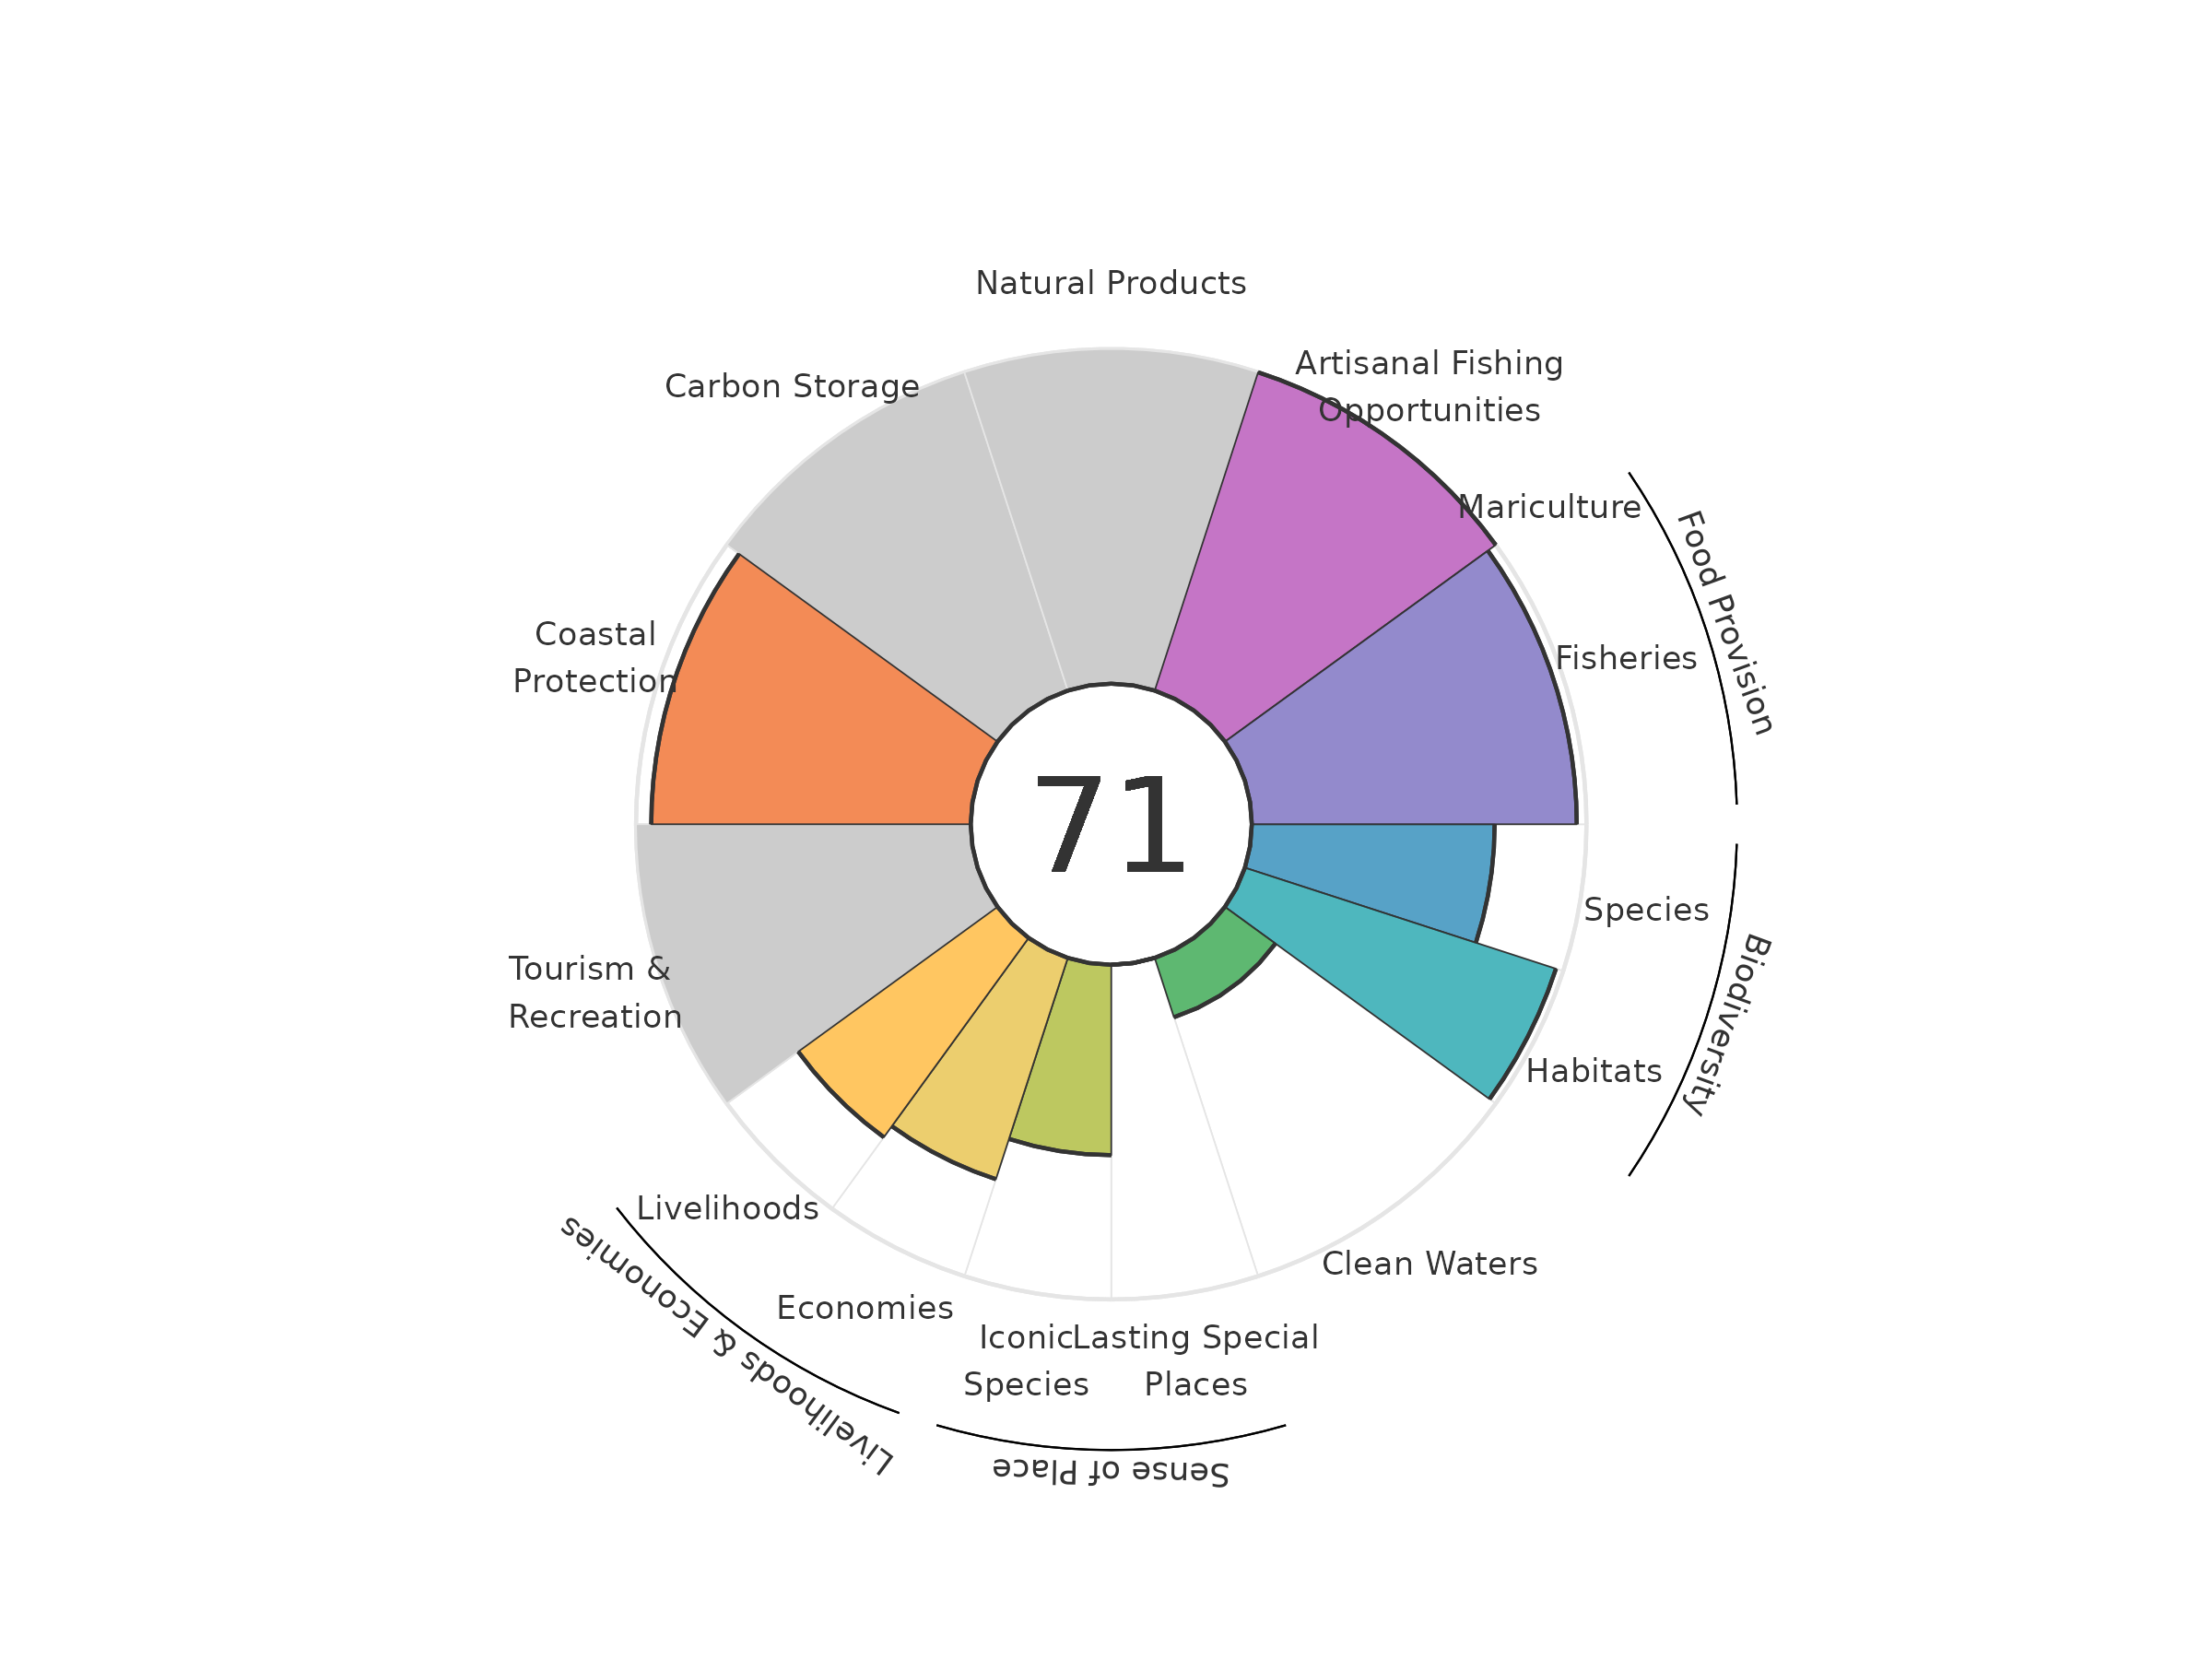 Natural Products
Artisanal Fishing
Opportunities
Carbon Storage
Mariculture
Food Provision
Coastal
Protection
Fisheries
71
Species
Biodiversity
Tourism &
Recreation
Habitats
Livelihoods
Clean Waters
Livelihoods & Economies
Economies
Iconic
Species
Lasting Special
Places
Sense of Place